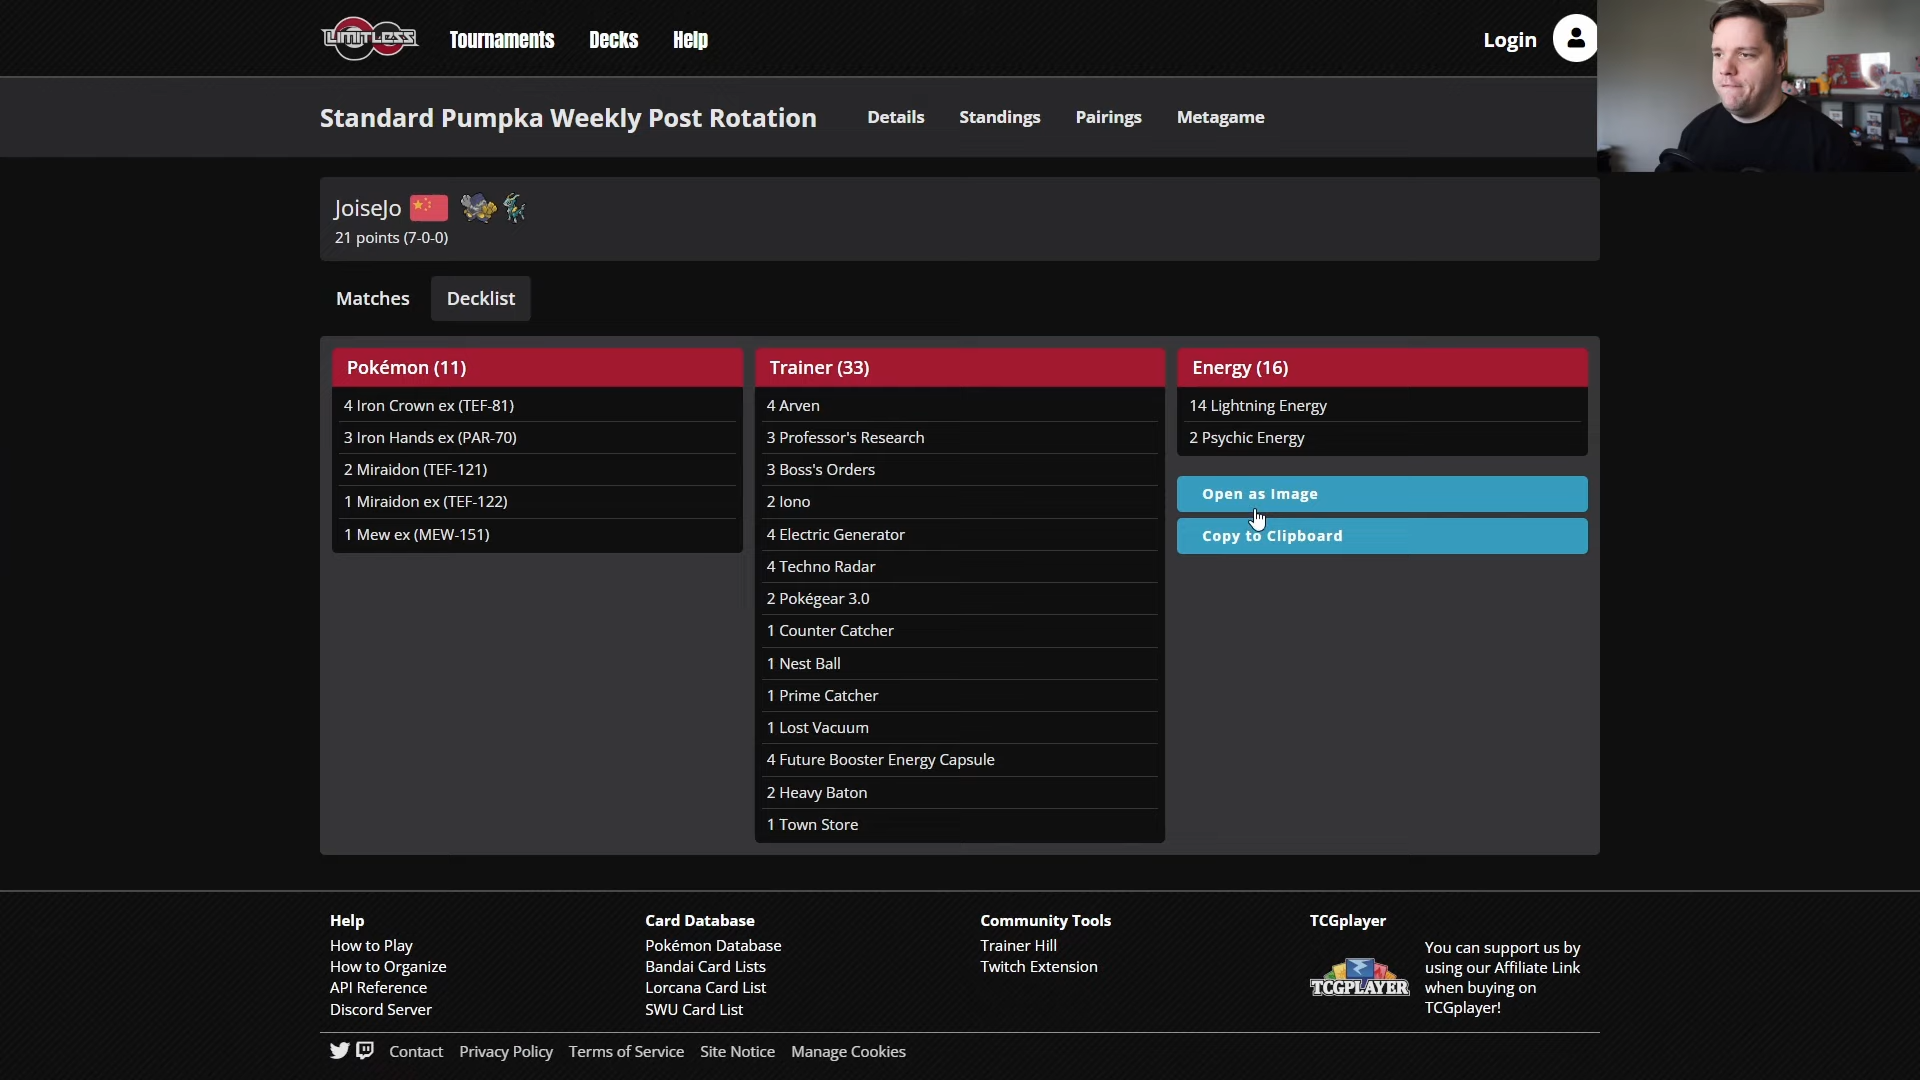 LIMITLESS
Tournaments
Decks
Help
Login
Standard Pumpka Weekly Post Rotation
Details
Standings
Pairings
Metagame
JoiseJo
21 points (7-0-0)
Matches
Decklist
Pokémon (11)
4 Iron Crown ex (TEF-81)
3 Iron Hands ex (PAR-70)
2 Miraidon (TEF-121)
1 Miraidon ex (TEF-122)
1 Mew ex (MEW-151)
Trainer (33)
4 Arven
3 Professor's Research
3 Boss's Orders
2 Iono
4 Electric Generator
4 Techno Radar
2 Pokégear 3.0
1 Counter Catcher
1 Nest Ball
1 Prime Catcher
1 Lost Vacuum
4 Future Booster Energy Capsule
2 Heavy Baton
1 Town Store
Energy (16)
14 Lightning Energy
2 Psychic Energy
Open as Image
Copy to Clipboard
Help
How to Play
How to Organize
API Reference
Discord Server
Card Database
Pokémon Database
Bandai Card Lists
Lorcana Card List
SWU Card List
Community Tools
Trainer Hill
Twitch Extension
TCGplayer
TCGPLAYER
You can support us by
using our Affiliate Link
when buying on
TCGplayer!
Contact
Privacy Policy
Terms of Service
Site Notice
Manage Cookies